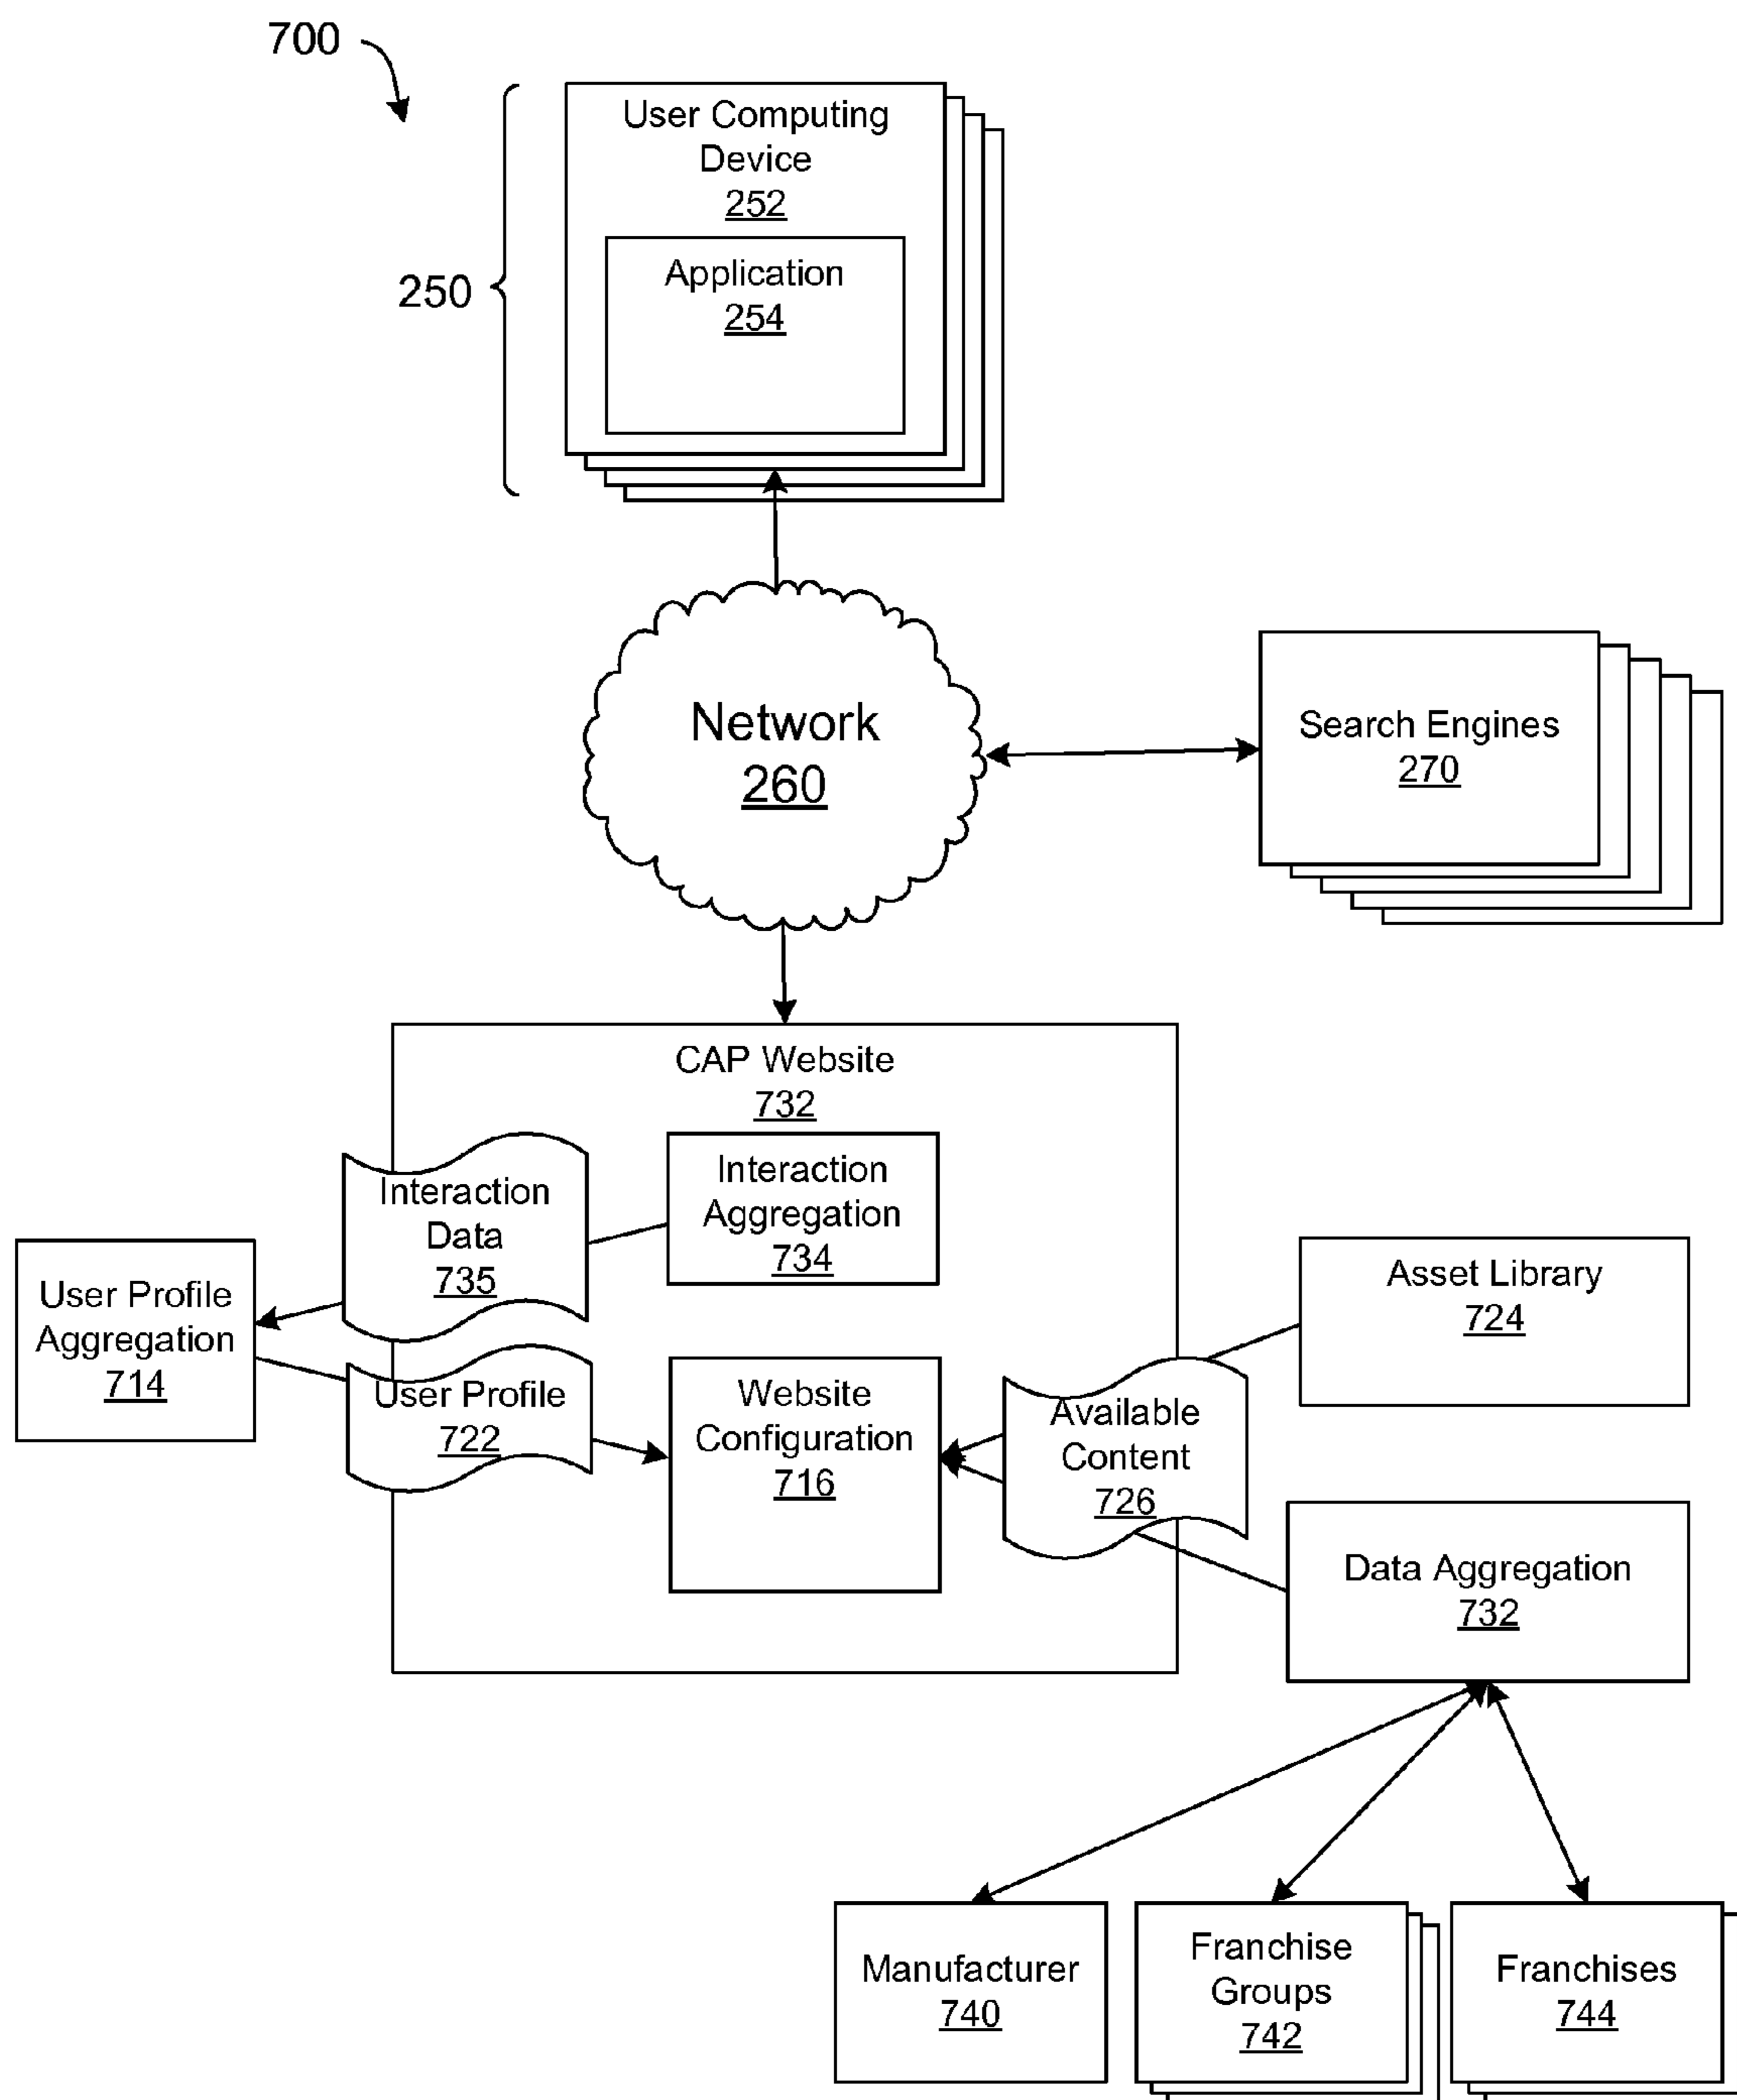 700
User Computing
Device
252
Application
254
250
Network
260
Search Engines
270
CAP Website
732
Interaction
Data
735
Interaction
Aggregation
734
User Profile
Aggregation
714
User Profile
722
Website
Configuration
716
Available
Content
726
Asset Library
724
Data Aggregation
732
Manufacturer
740
Franchise
Groups
742
Franchises
744